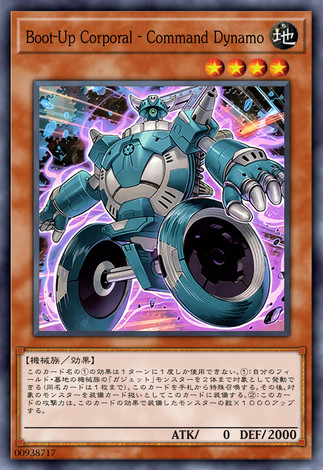 Boot-Up Corporal - Command Dynamo
地
【機械族／効果】
このカード名の①の効果は１ターンに１度しか使用できない。①：自分のフィ
ールド・墓地の機械族の「ガジェット」モンスターを２体まで対象として発動でき
る（同名カードは１枚まで）。このカードを手札から特殊召喚する。その後、対
象のモンスターを装備カード扱いとしてこのカードに装備する。②：このカー
ドの攻撃力は、このカードの効果で装備したモンスターの数×１０００アップ
する。
ATK/ 0 DEF/2000
00938717